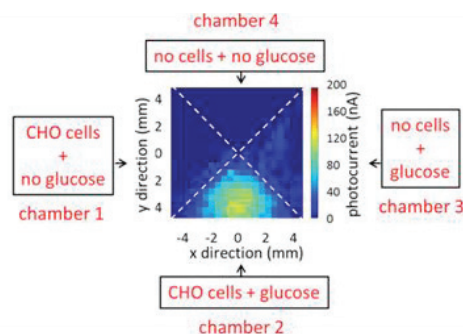 chamber 4
no cells + no glucose
CHO cells
+
no glucose
chamber 1
y direction (mm)
4
2
0
2
4
-4 -2 0 2 4
x direction (mm)
200
160
120
80
40
0
photocurrent (nA)
no cells
+
glucose
chamber 3
CHO cells + glucose
chamber 2